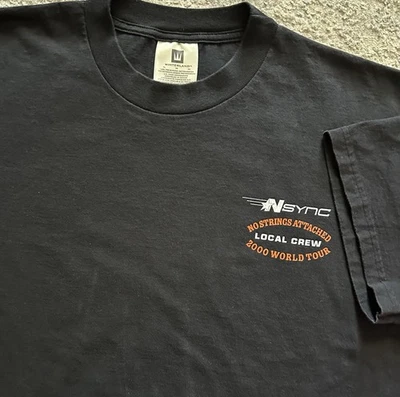 NSYNC
NO STRINGS ATTACHED
LOCAL CREW
2000 WORLD TOUR